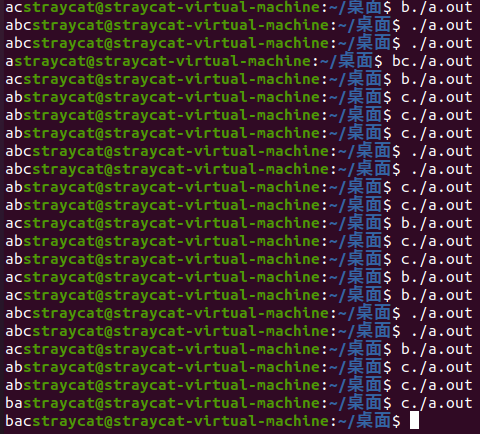 acstraycat@straycat-virtual-machine:~/桌面$ b./a.out
abcstraycat@straycat-virtual-machine:~/桌面$ ./a.out
abcstraycat@straycat-virtual-machine:~/桌面$ ./a.out
astraycat@straycat-virtual-machine:~/桌面$ bc./a.out
acstraycat@straycat-virtual-machine:~/桌面$ b./a.out
abstraycat@straycat-virtual-machine:~/桌面$ c./a.out
abstraycat@straycat-virtual-machine:~/桌面$ c./a.out
abstraycat@straycat-virtual-machine:~/桌面$ c./a.out
abcstraycat@straycat-virtual-machine:~/桌面$ ./a.out
abcstraycat@straycat-virtual-machine:~/桌面$ ./a.out
abstraycat@straycat-virtual-machine:~/桌面$ c./a.out
abstraycat@straycat-virtual-machine:~/桌面$ c./a.out
acstraycat@straycat-virtual-machine:~/桌面$ b./a.out
abstraycat@straycat-virtual-machine:~/桌面$ c./a.out
acstraycat@straycat-virtual-machine:~/桌面$ b./a.out
acstraycat@straycat-virtual-machine:~/桌面$ b./a.out
abcstraycat@straycat-virtual-machine:~/桌面$ ./a.out
abcstraycat@straycat-virtual-machine:~/桌面$ ./a.out
acstraycat@straycat-virtual-machine:~/桌面$ b./a.out
abstraycat@straycat-virtual-machine:~/桌面$ c./a.out
abstraycat@straycat-virtual-machine:~/桌面$ c./a.out
bastraycat@straycat-virtual-machine:~/桌面$ c./a.out
bacstraycat@straycat-virtual-machine:~/桌面$